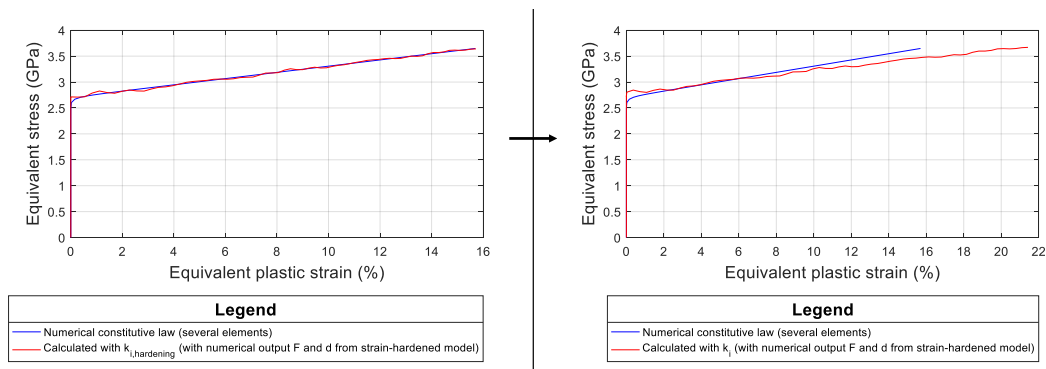 Equivalent stress (GPa)
4
3.5
3
2.5
2
1.5
1
0.5
0
0 2 4 6 8 10 12 14 16
Equivalent plastic strain (%)
Legend
Numerical constitutive law (several elements)
Calculated with k_i,hardening (with numerical output F and d from strain-hardened model)
Equivalent stress (GPa)
4
3.5
3
2.5
2
1.5
1
0.5
0
0 2 4 6 8 10 12 14 16 18 20 22
Equivalent plastic strain (%)
Legend
Numerical constitutive law (several elements)
Calculated with k_i (with numerical output F and d from strain-hardened model)